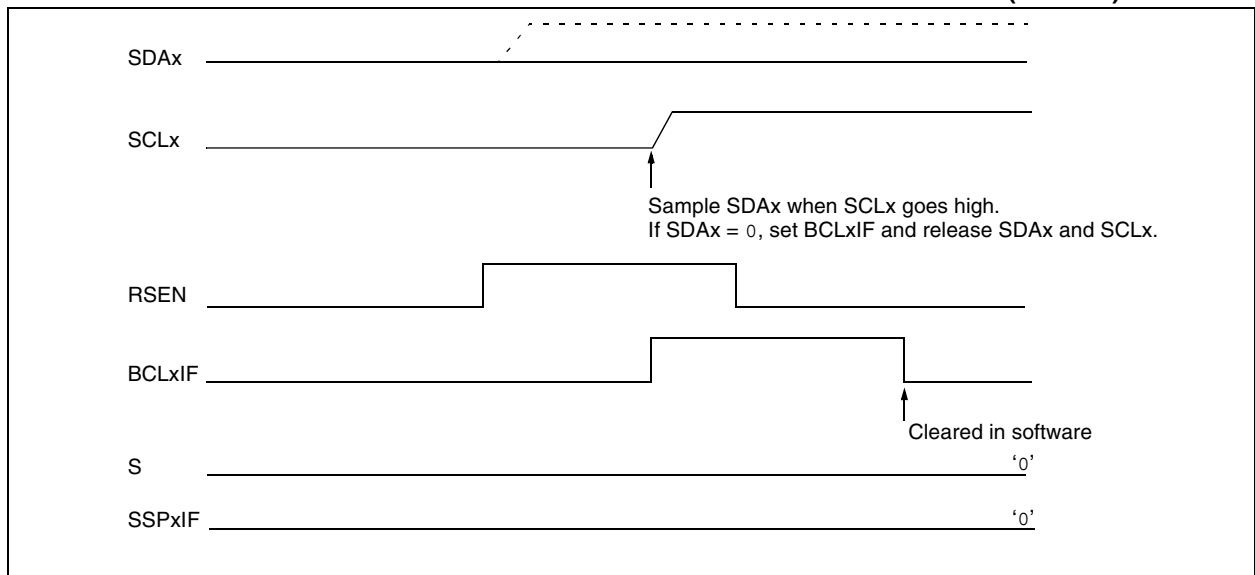 SDAx
SCLx
Sample SDAx when SCLx goes high.
If SDAx = 0, set BCLxIF and release SDAx and SCLx.
RSEN
BCLxIF
Cleared in software
S
‘0’
SSPxIF
‘0’